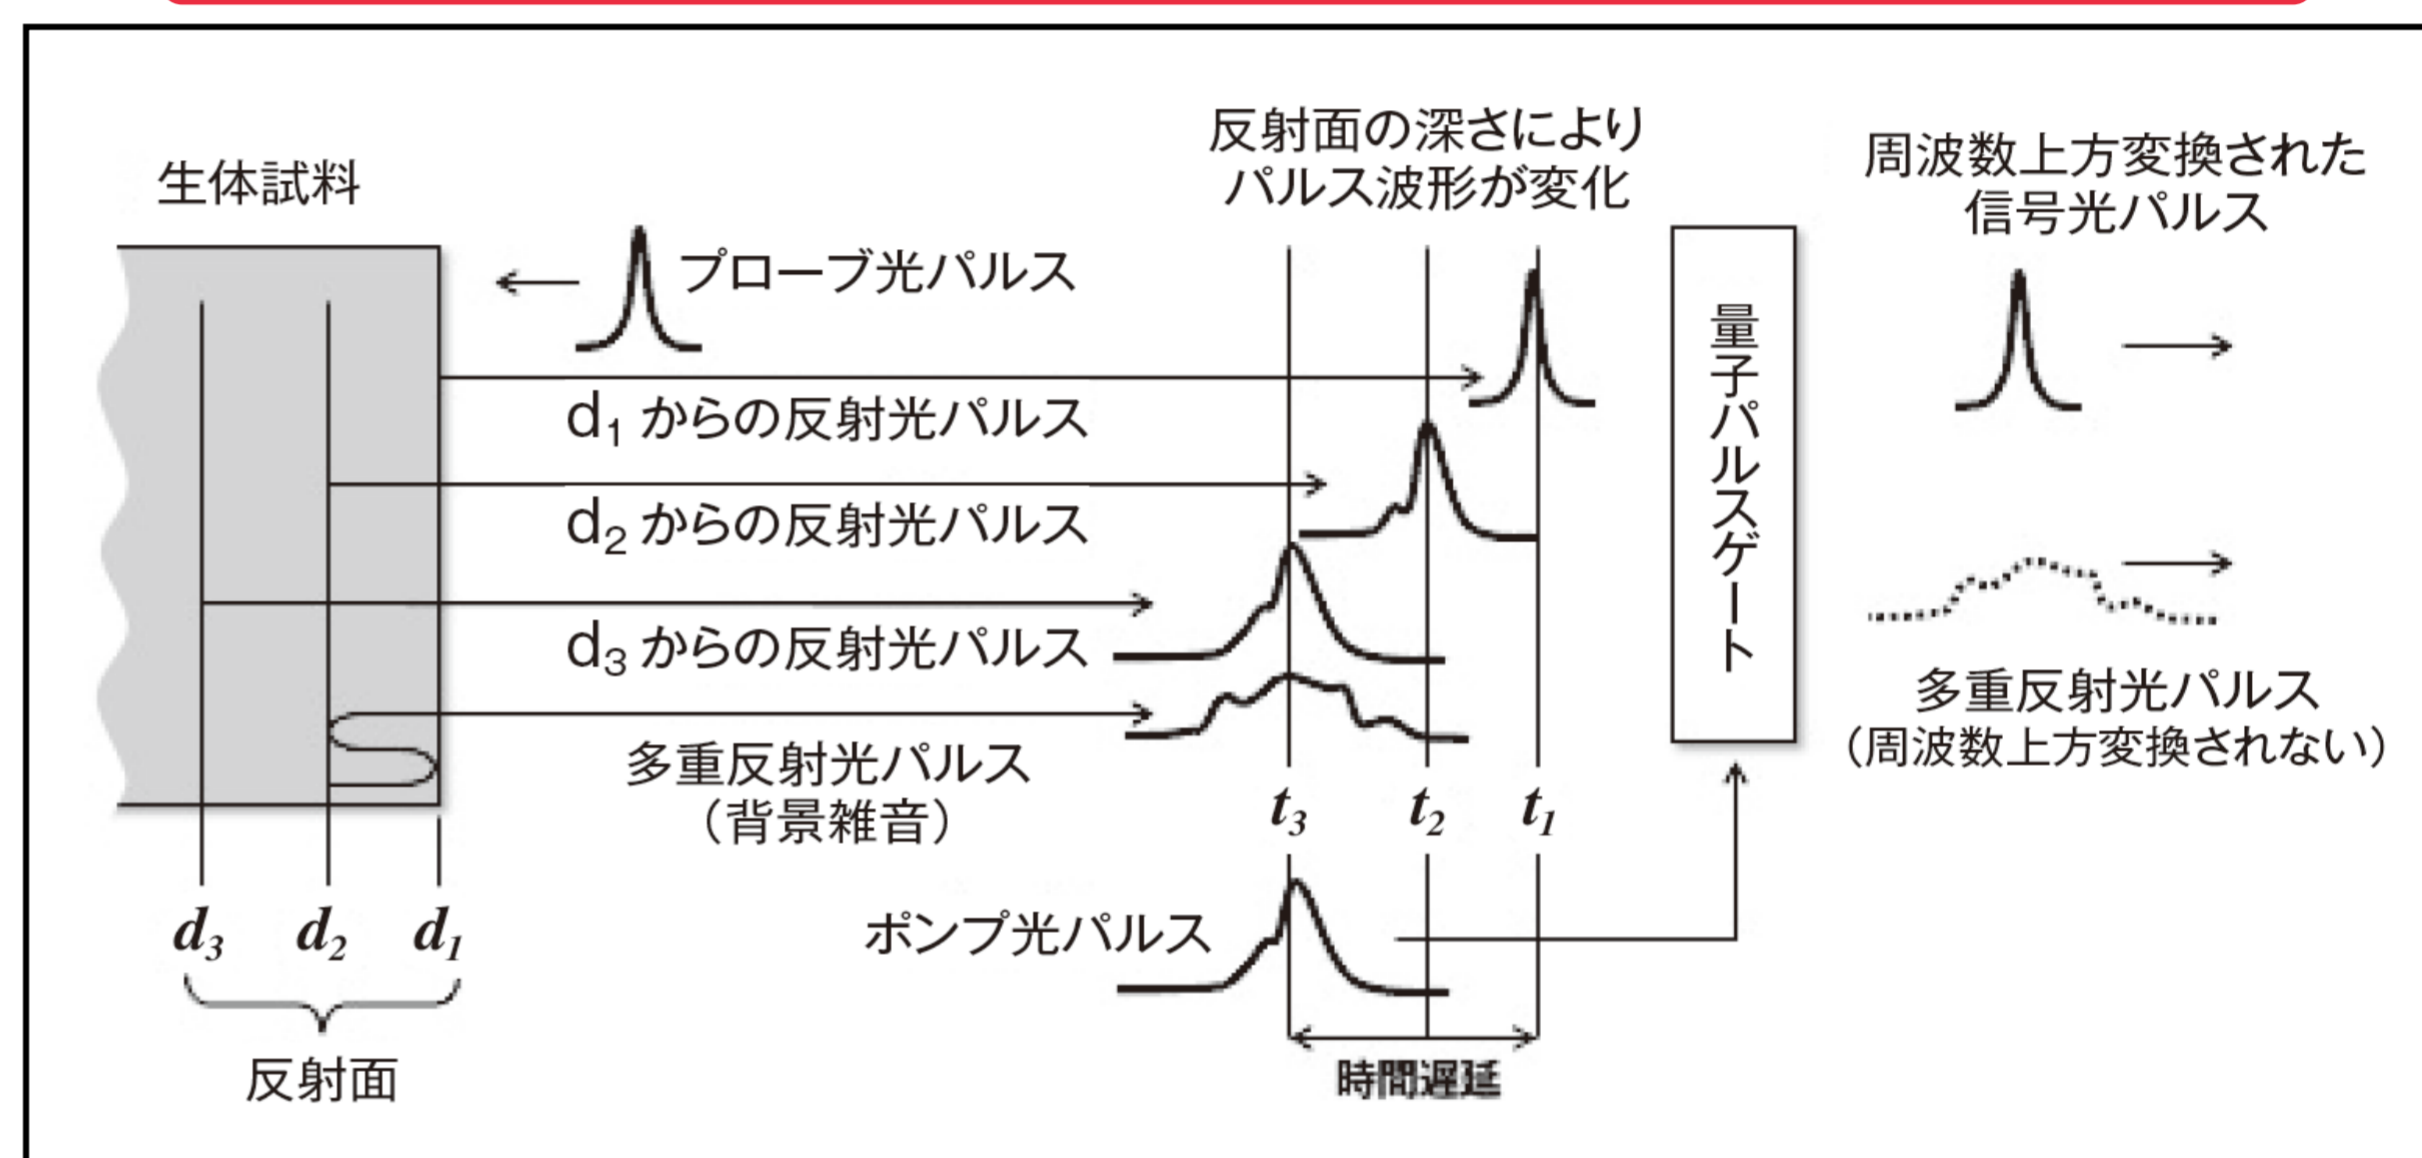 反射面の深さにより
パルス波形が変化
周波数上方変換された
信号光パルス
生体試料
プローブ光パルス
d1 からの反射光パルス
d2 からの反射光パルス
d3 からの反射光パルス
多重反射光パルス
（背景雑音）
量子パルスゲート
多重反射光パルス
（周波数上方変換されない）
t3 t2 t1
d3 d2 d1
ポンプ光パルス
時間遅延
反射面